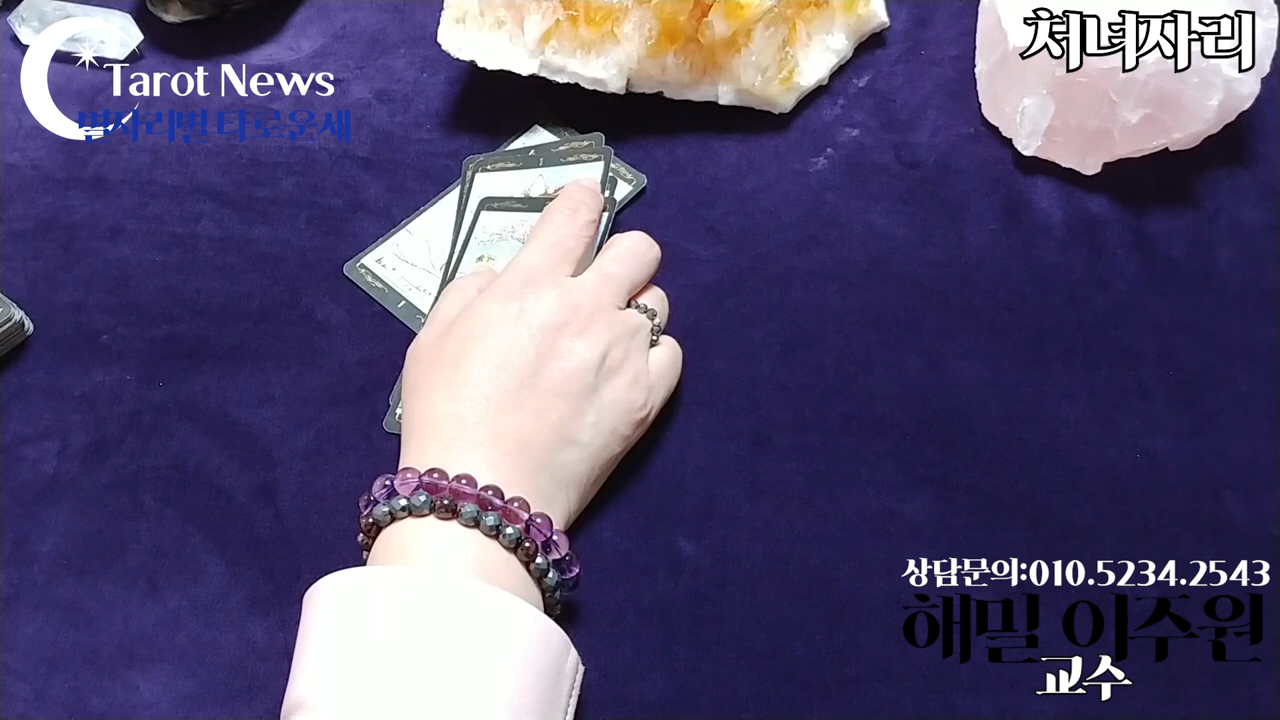 Tarot News
별자리별 타로운세
처녀자리
상담문의:010.5234.2543
해밀 이주원
교수